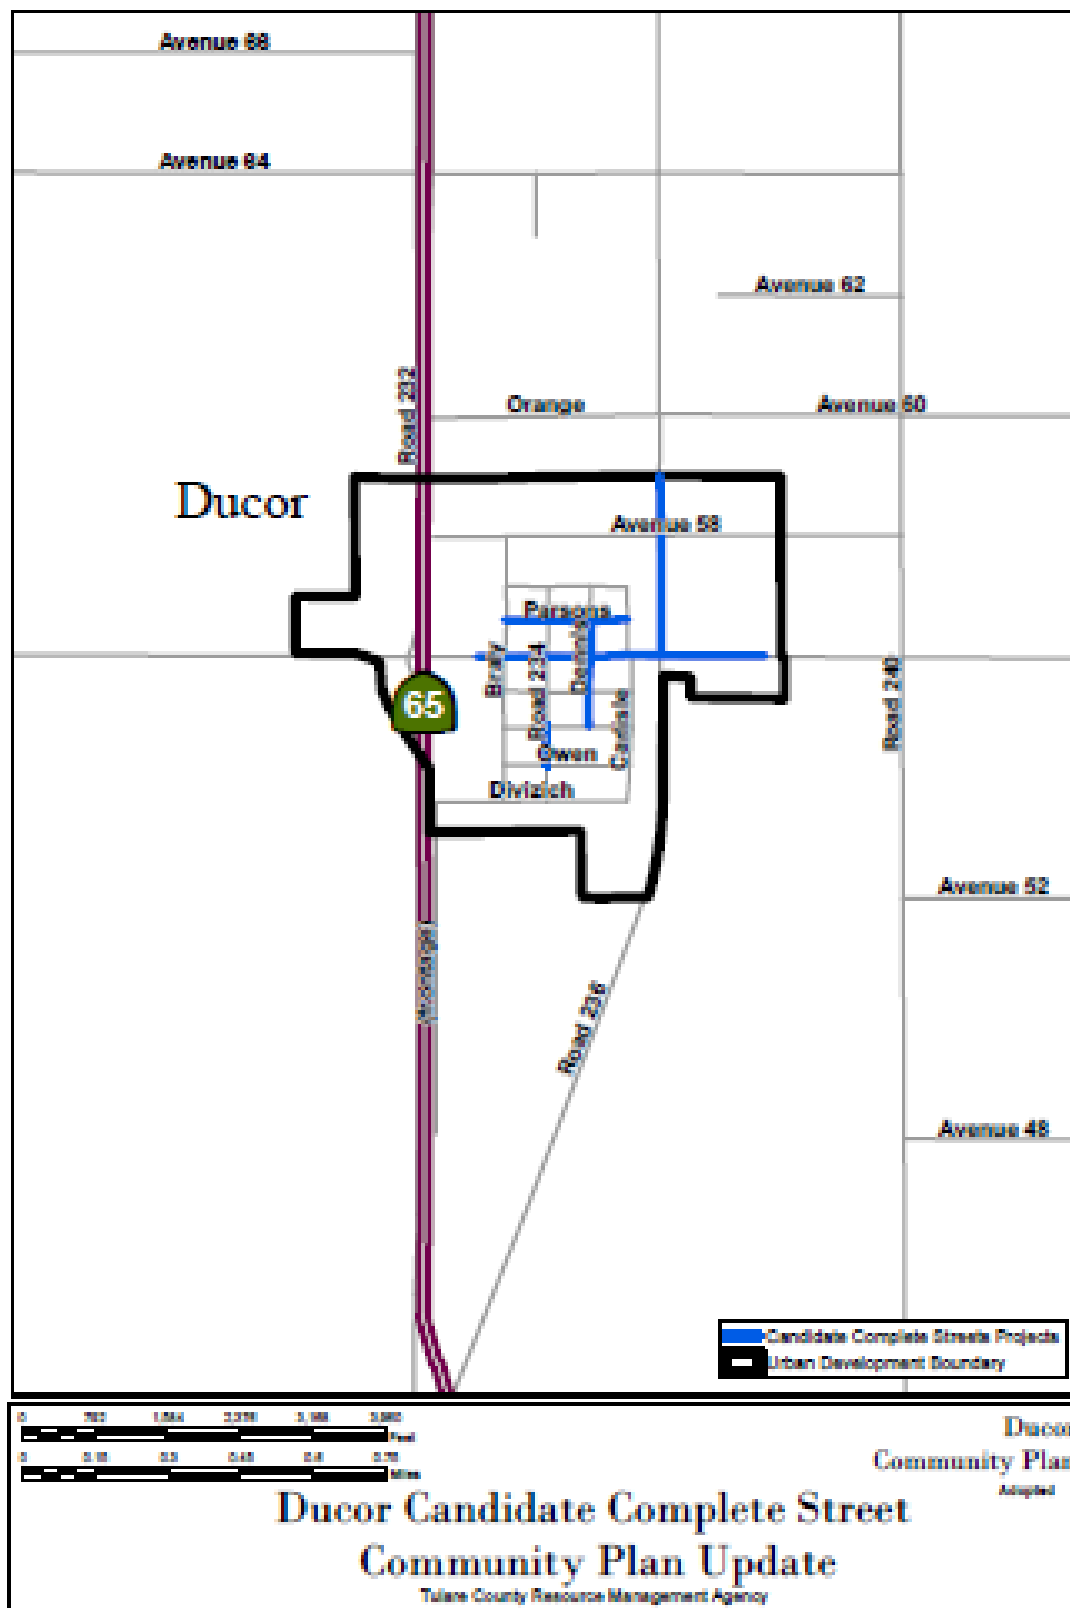 Avenue 68
Avenue 64
Avenue 62
Road 232
Orange
Avenue 60
Ducor
Avenue 58
Parsons
Braly
Road 234
Dennis
Carlisle
Road 240
65
Owen
Divizich
Avenue 52
(Frontage)
Road 236
Avenue 48
Candidate Complete Streets Projects
Urban Development Boundary
Feet
Miles
Ducor
Community Plan
Adopted
Ducor Candidate Complete Street
Community Plan Update
Tulare County Resource Management Agency